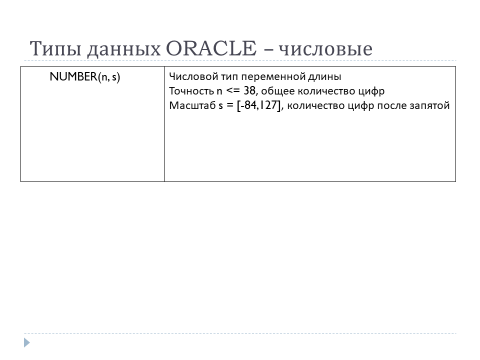 Типы данных ORACLE – числовые
NUMBER(n, s)
Числовой тип переменной длины
Точность n <= 38, общее количество цифр
Масштаб s = [-84,127], количество цифр после запятой